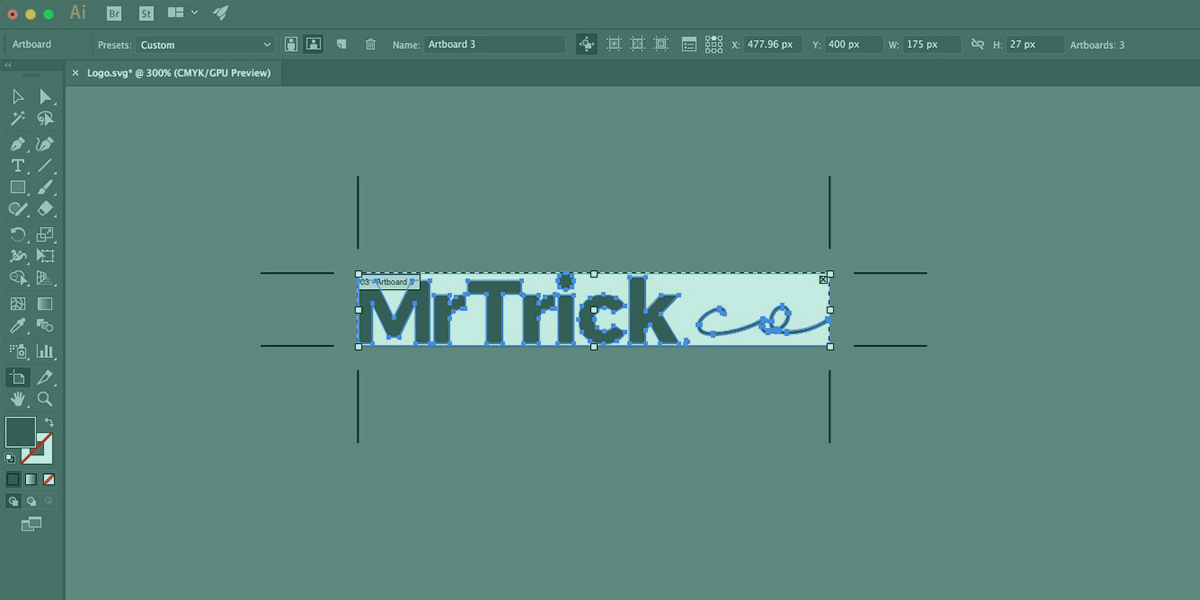 Ai Br St
Artboard Presets: Custom Name: Artboard 3 X: 477.96 px Y: 400 px W: 175 px H: 27 px Artboards: 3
× Logo.svg* @ 300% (CMYK/GPU Preview)
T
03 - Artboard 3
MrTrick.co